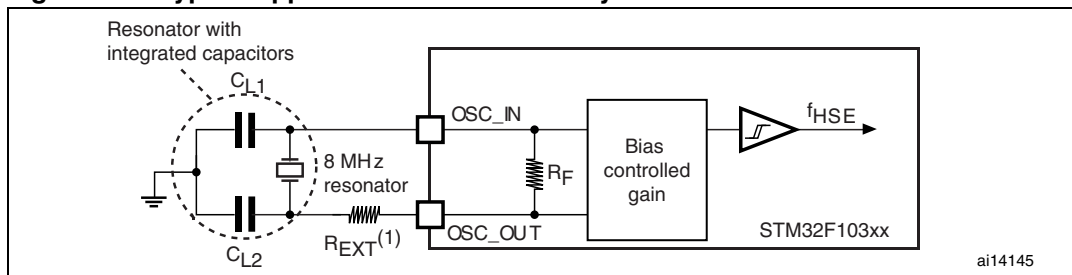 Resonator with
integrated capacitors
CL1
OSC_IN
fHSE
8 MHz
resonator
RF
Bias
controlled
gain
REXT(1)
OSC_OUT
STM32F103xx
CL2
ai14145